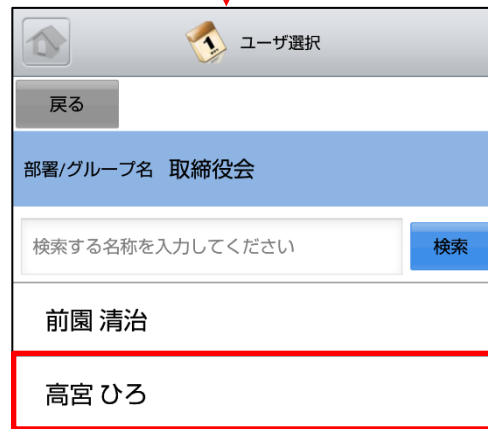 1
ユーザ選択
戻る
部署/グループ名 取締役会
検索する名称を入力してください 検索
前園 清治
高宮 ひろ